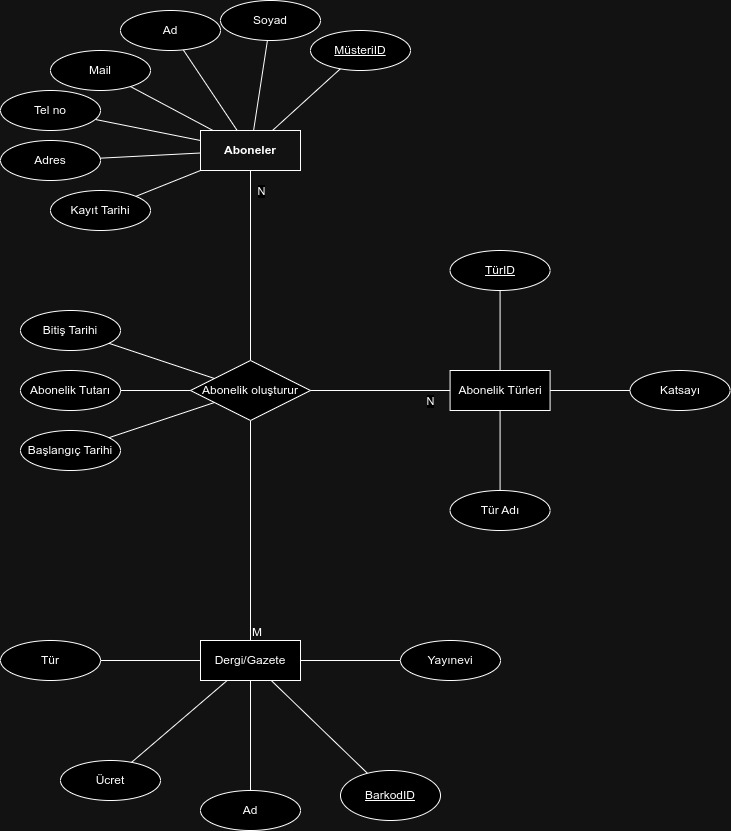 Soyad
Ad
MüsteriID
Mail
Tel no
Aboneler
Adres
N
Kayıt Tarihi
TürID
Bitiş Tarihi
Abonelik Tutarı
Abonelik oluşturur
Abonelik Türleri
Katsayı
N
Başlangıç Tarihi
Tür Adı
M
Tür
Dergi/Gazete
Yayınevi
Ücret
BarkodID
Ad